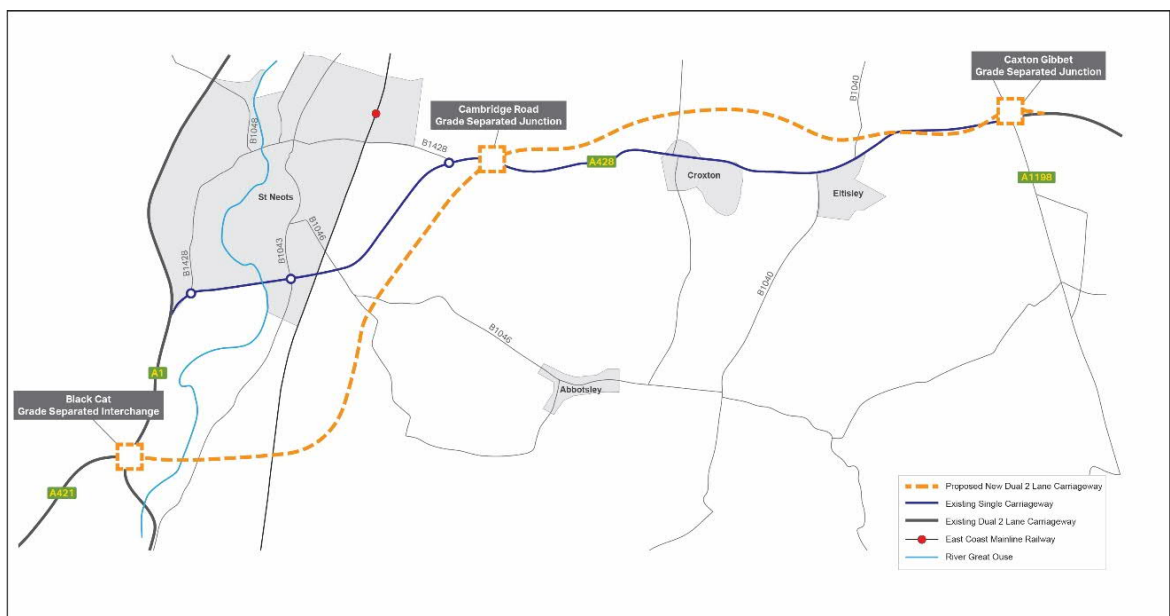 Caxton Gibbet
Grade Separated Junction
Cambridge Road
Grade Separated Junction
B1040
B1048
B1428
A428
Croxton
Eltisley
A1198
St Neots
B1046
B1043
B1428
B1040
B1046
Abbotsley
A1
Black Cat
Grade Separated Interchange
A421
Proposed New Dual 2 Lane Carriageway
Existing Single Carriageway
Existing Dual 2 Lane Carriageway
East Coast Mainline Railway
River Great Ouse